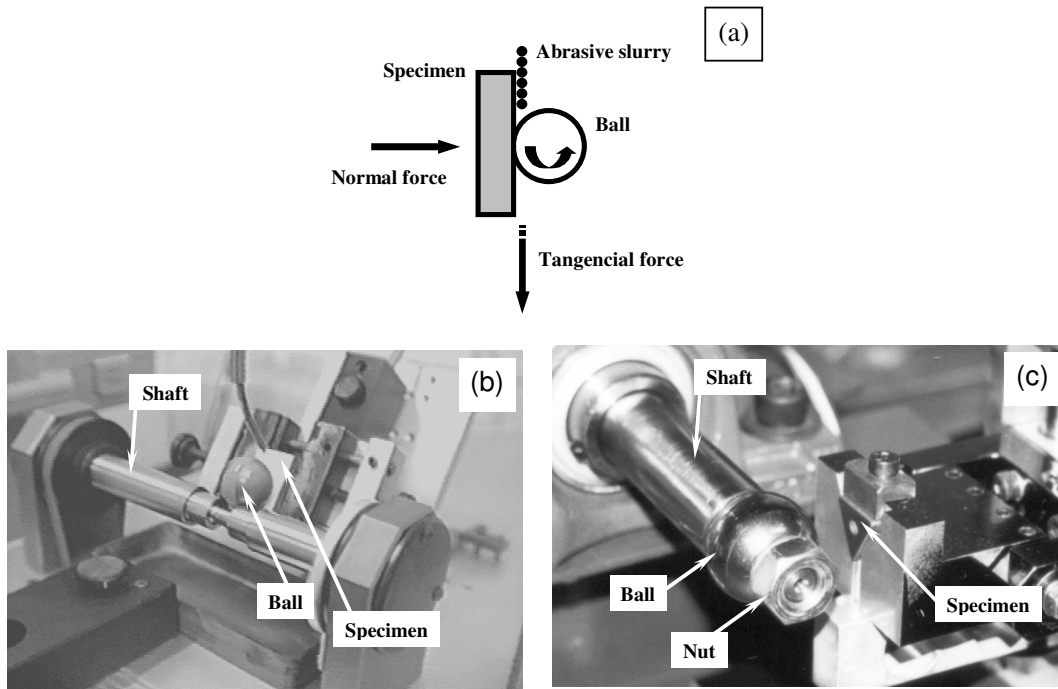 (a)
Abrasive slurry
Specimen
Ball
Normal force
Tangencial force
(b)
Shaft
Ball
Specimen
(c)
Shaft
Ball
Specimen
Nut